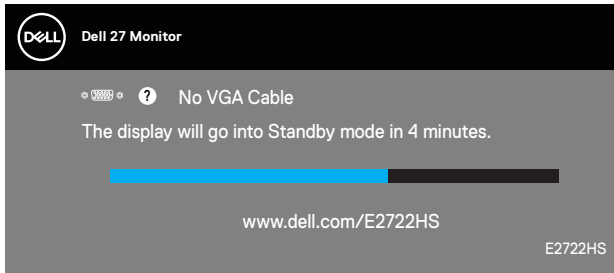 DELL
Dell 27 Monitor
? No VGA Cable
The display will go into Standby mode in 4 minutes.
www.dell.com/E2722HS
E2722HS